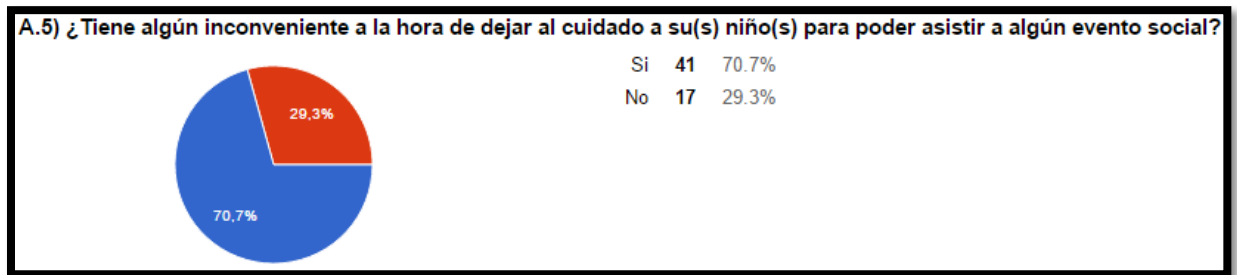 A.5) ¿Tiene algún inconveniente a la hora de dejar al cuidado a su(s) niño(s) para poder asistir a algún evento social?
Si 41 70.7%
No 17 29.3%
29,3%
70,7%